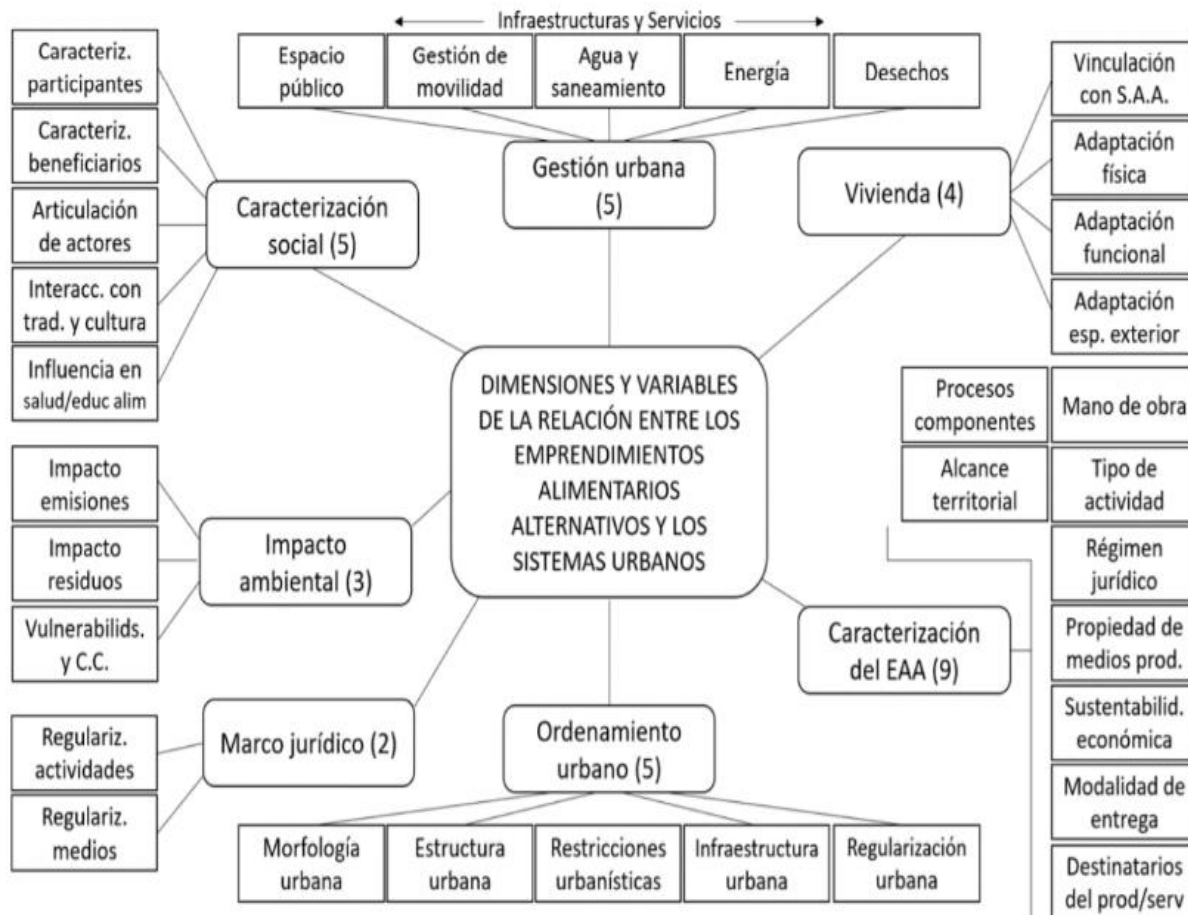 Infraestructuras y Servicios
Espacio
público
Gestión de
movilidad
Agua y
saneamiento
Energía
Desechos
Gestión urbana
(5)
Caracteriz.
participantes
Caracteriz.
beneficiarios
Articulación
de actores
Interacc. con
trad. y cultura
Influencia en
salud/educ alim
Caracterización
social (5)
Vivienda (4)
Vinculación
con S.A.A.
Adaptación
física
Adaptación
funcional
Adaptación
esp. exterior
DIMENSIONES Y VARIABLES
DE LA RELACIÓN ENTRE LOS
EMPRENDIMIENTOS
ALIMENTARIOS
ALTERNATIVOS Y LOS
SISTEMAS URBANOS
Impacto
emisiones
Impacto
residuos
Vulnerabilids.
y C.C.
Impacto
ambiental (3)
Procesos
componentes
Mano de obra
Alcance
territorial
Tipo de
actividad
Régimen
jurídico
Propiedad de
medios prod.
Sustentabilid.
económica
Modalidad de
entrega
Destinatarios
del prod/serv
Caracterización
del EAA (9)
Regulariz.
actividades
Regulariz.
medios
Marco jurídico (2)
Ordenamiento
urbano (5)
Morfología
urbana
Estructura
urbana
Restricciones
urbanísticas
Infraestructura
urbana
Regularización
urbana